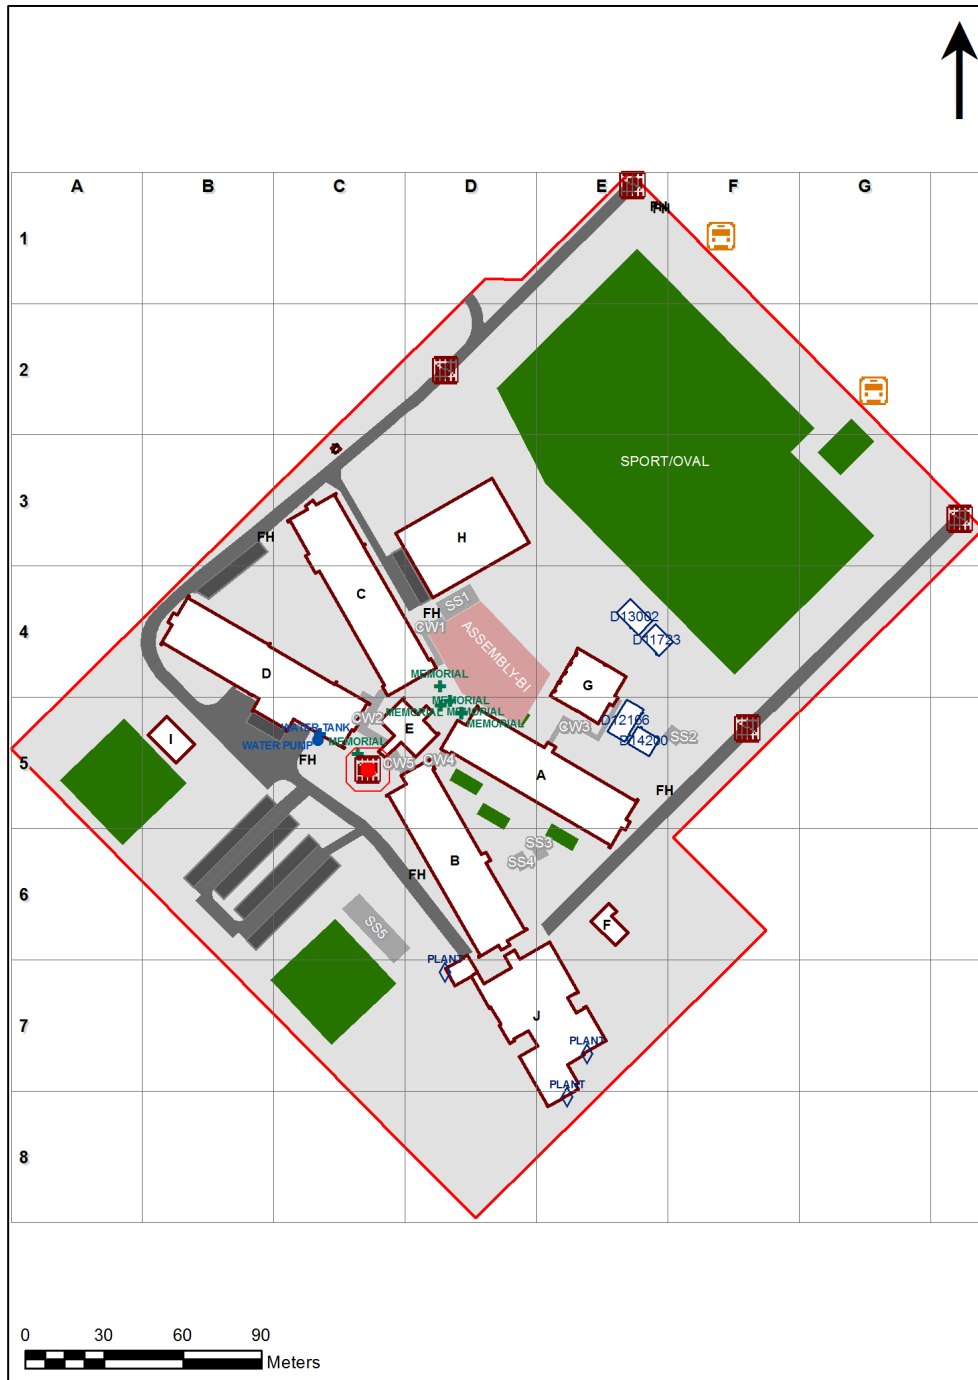 A B C D E F G
FH
FH
1
2
3
SPORT/OVAL
H
FH
C
4
SS1
FH
CW1
D13002
D11723
ASSEMBLY-B1
MEMORIAL
D
G
MEMORIAL
MEMORIAL
MEMORIAL
MEMORIAL
CW2
E
CW3
D12166
D14200
SS2
WATER TANK
WATER PUMP
MEMORIAL
I
FH
CW5
CW4
5
A
FH
SS3
SS4
B
FH
6
SS5
F
PLANT
7
J
PLANT
PLANT
8
0 30 60 90
Meters